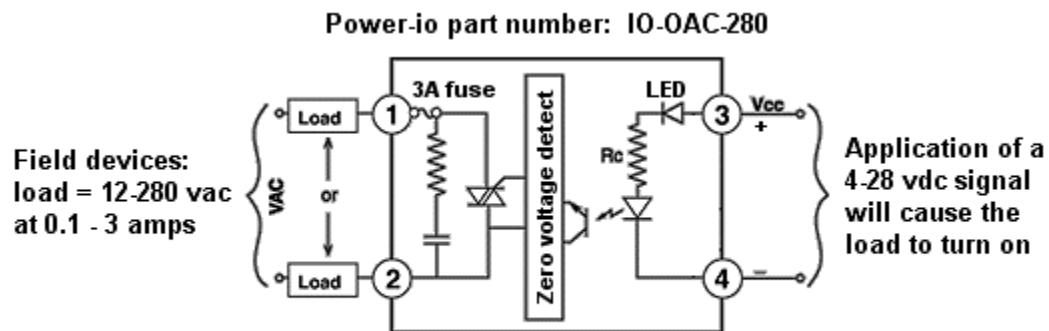 Power-io part number: IO-OAC-280
Field devices:
load = 12-280 vac
at 0.1 - 3 amps
VAC
Load
or
Load
1
2
3A fuse
Zero voltage detect
LED
Rc
3
4
Vcc
+
−
Application of a
4-28 vdc signal
will cause the
load to turn on